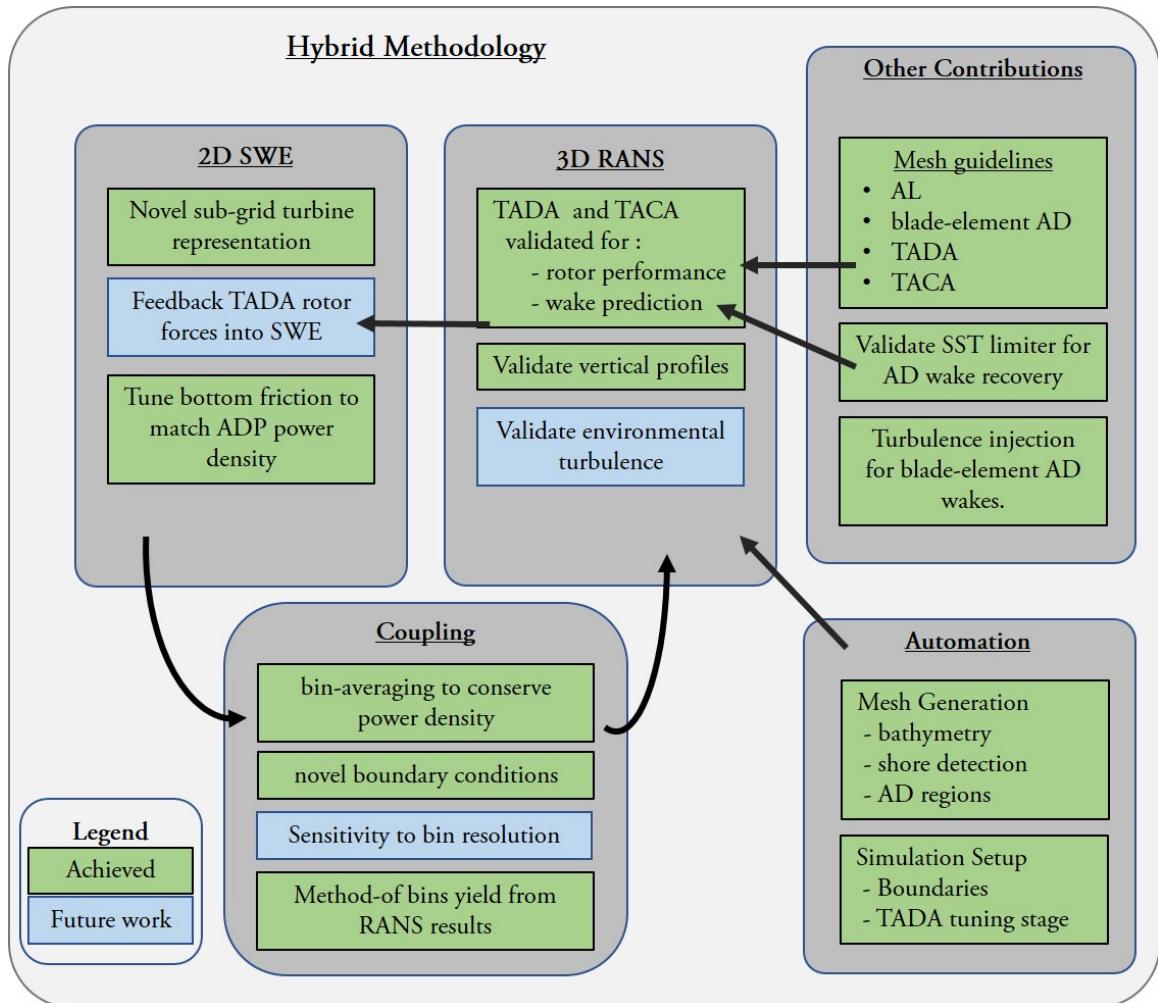 Hybrid Methodology
2D SWE
Novel sub-grid turbine
representation
Feedback TADA rotor
forces into SWE
Tune bottom friction to
match ADP power
density
3D RANS
TADA and TACA
validated for :
- rotor performance
- wake prediction
Validate vertical profiles
Validate environmental
turbulence
Other Contributions
Mesh guidelines
• AL
• blade-element AD
• TADA
• TACA
Validate SST limiter for
AD wake recovery
Turbulence injection
for blade-element AD
wakes.
Coupling
bin-averaging to conserve
power density
novel boundary conditions
Sensitivity to bin resolution
Method-of bins yield from
RANS results
Automation
Mesh Generation
- bathymetry
- shore detection
- AD regions
Simulation Setup
- Boundaries
- TADA tuning stage
Legend
Achieved
Future work